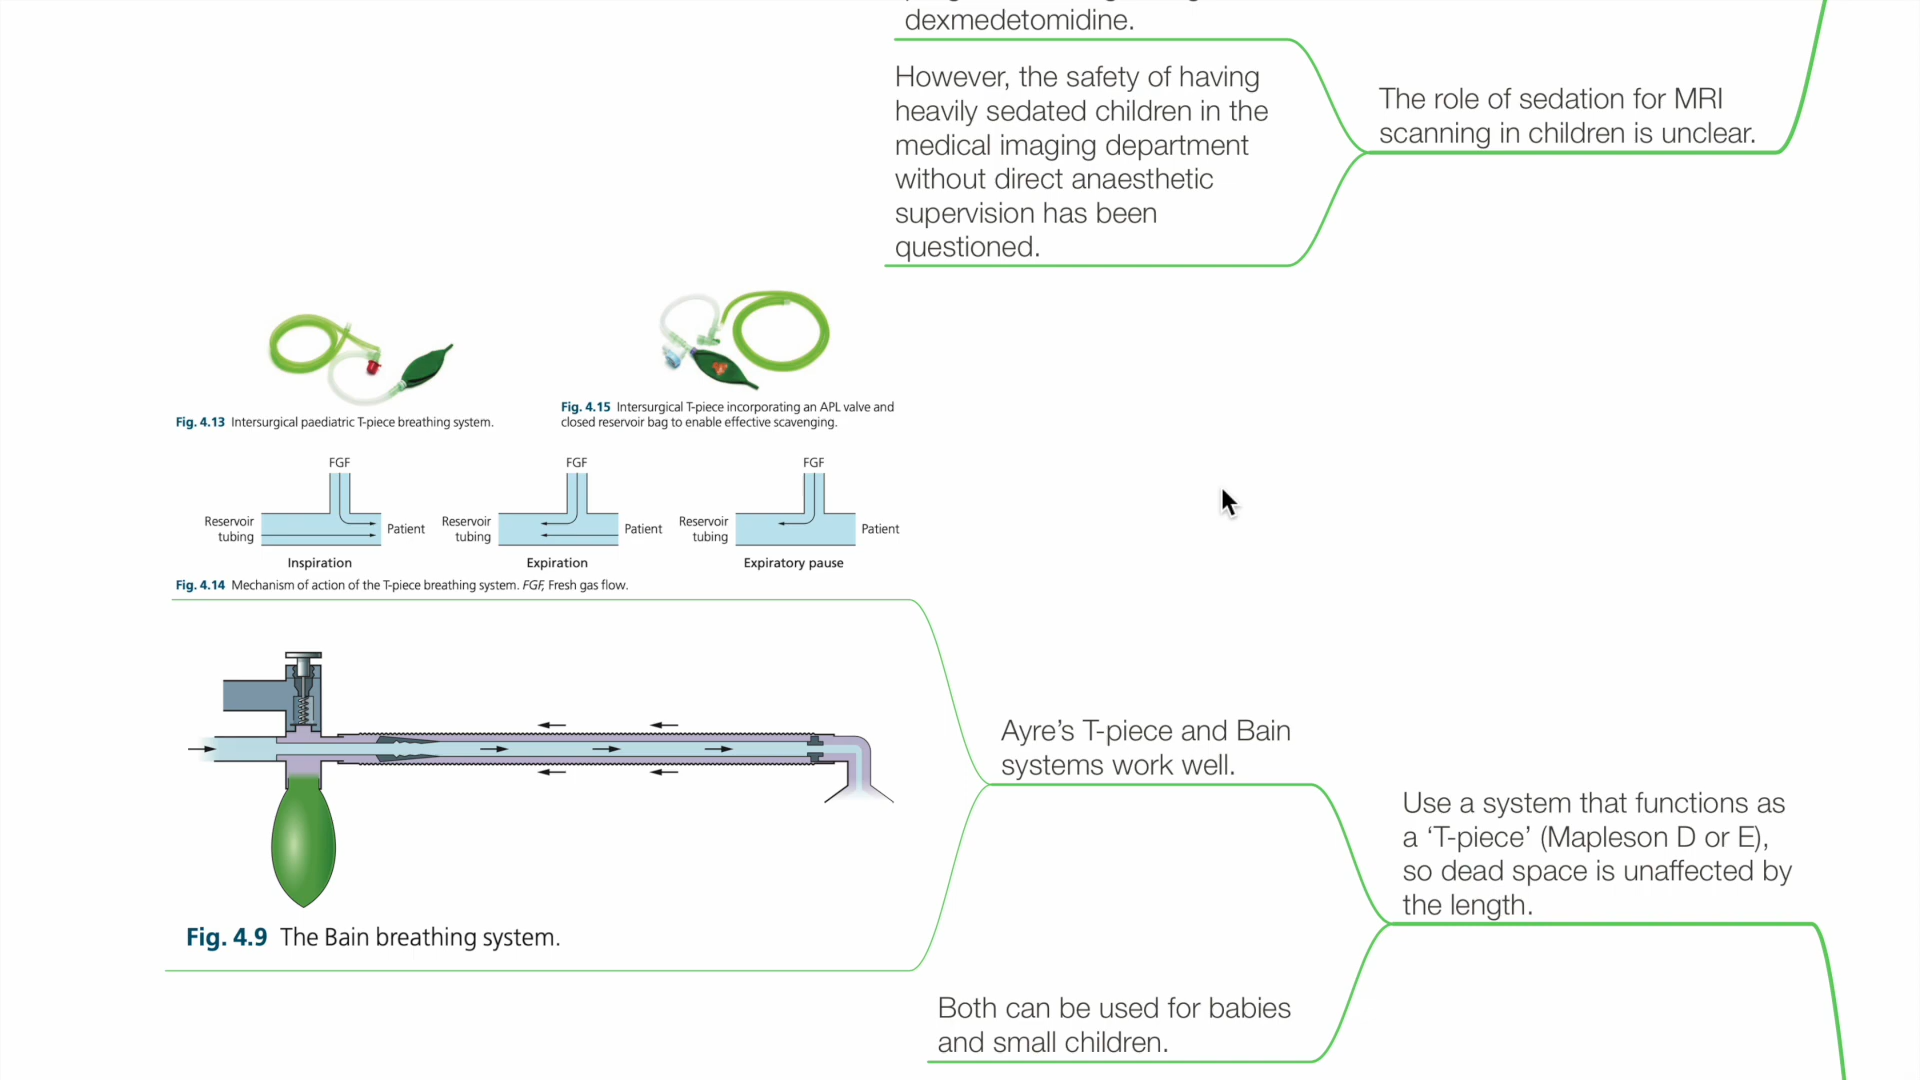 dexmedetomidine.
However, the safety of having
heavily sedated children in the
medical imaging department
without direct anaesthetic
supervision has been
questioned.
The role of sedation for MRI
scanning in children is unclear.
Fig. 4.13 Intersurgical paediatric T-piece breathing system.
Fig. 4.15 Intersurgical T-piece incorporating an APL valve and
closed reservoir bag to enable effective scavenging.
FGF
Reservoir
tubing
Patient
Inspiration
FGF
Reservoir
tubing
Patient
Expiration
FGF
Reservoir
tubing
Patient
Expiratory pause
Fig. 4.14 Mechanism of action of the T-piece breathing system. FGF, Fresh gas flow.
Fig. 4.9 The Bain breathing system.
Ayre’s T-piece and Bain
systems work well.
Use a system that functions as
a ‘T-piece’ (Mapleson D or E),
so dead space is unaffected by
the length.
Both can be used for babies
and small children.